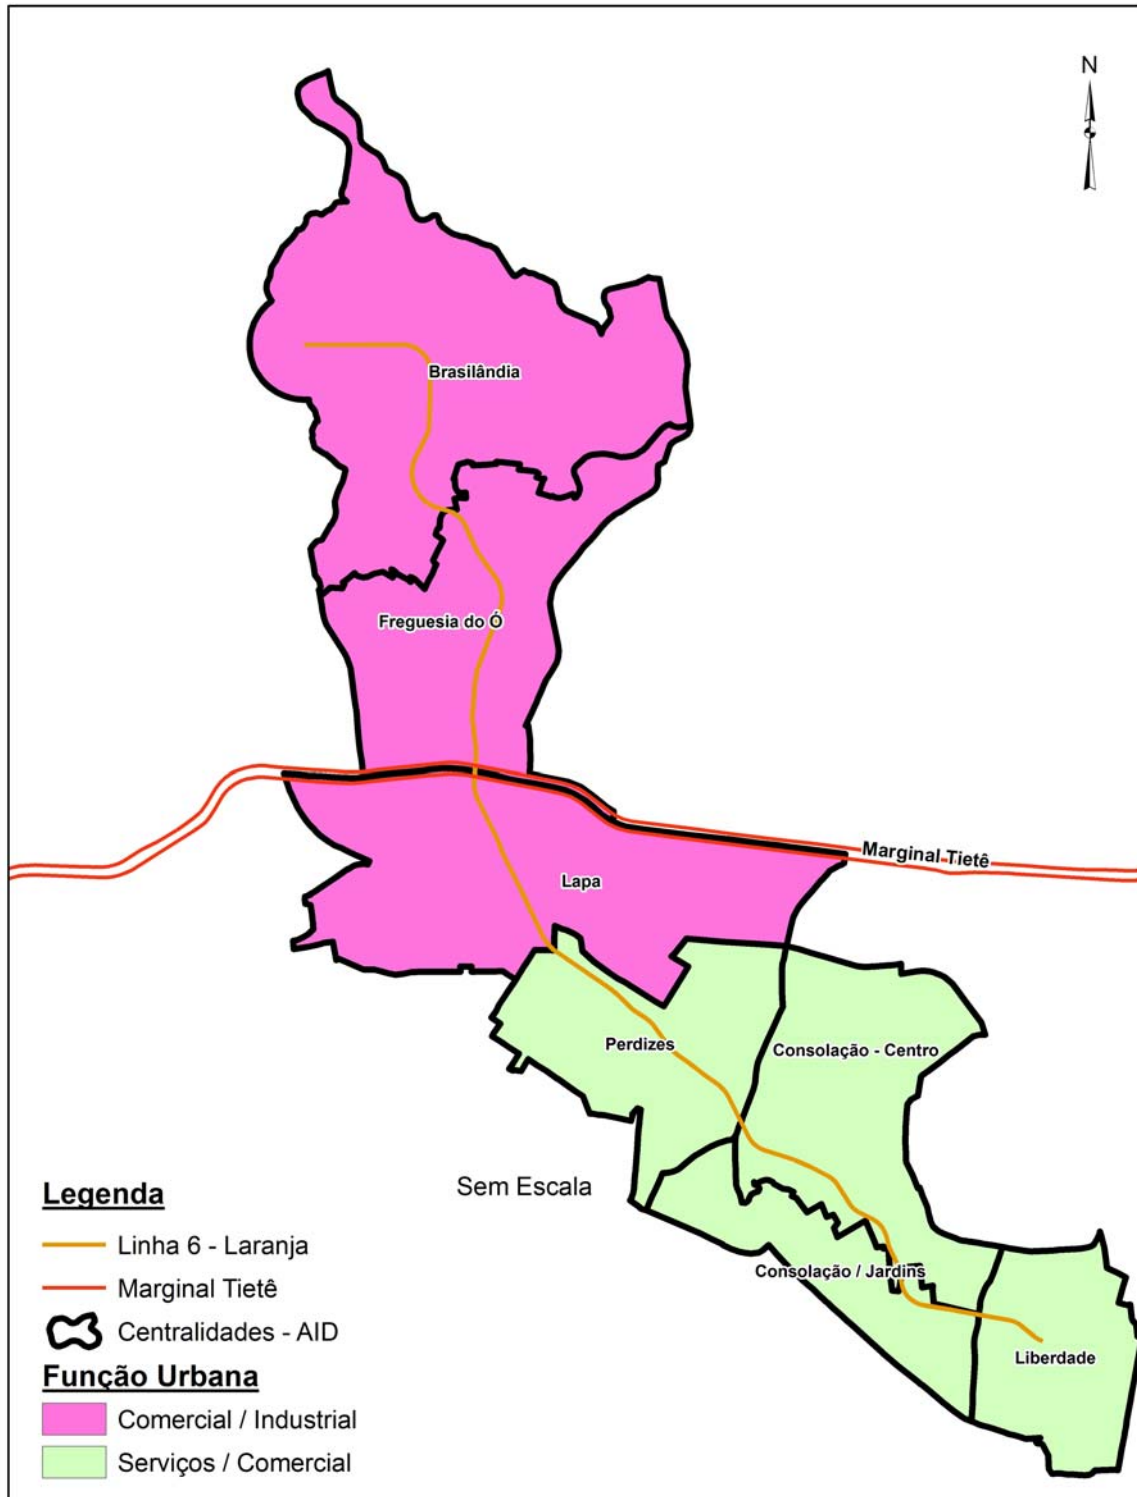 N
Brasilândia
Freguesia do Ó
Marginal Tietê
Lapa
Perdizes
Consolação - Centro
Sem Escala
Consolação / Jardins
Liberdade
Legenda
Linha 6 - Laranja
Marginal Tietê
Centralidades - AID
Função Urbana
Comercial / Industrial
Serviços / Comercial